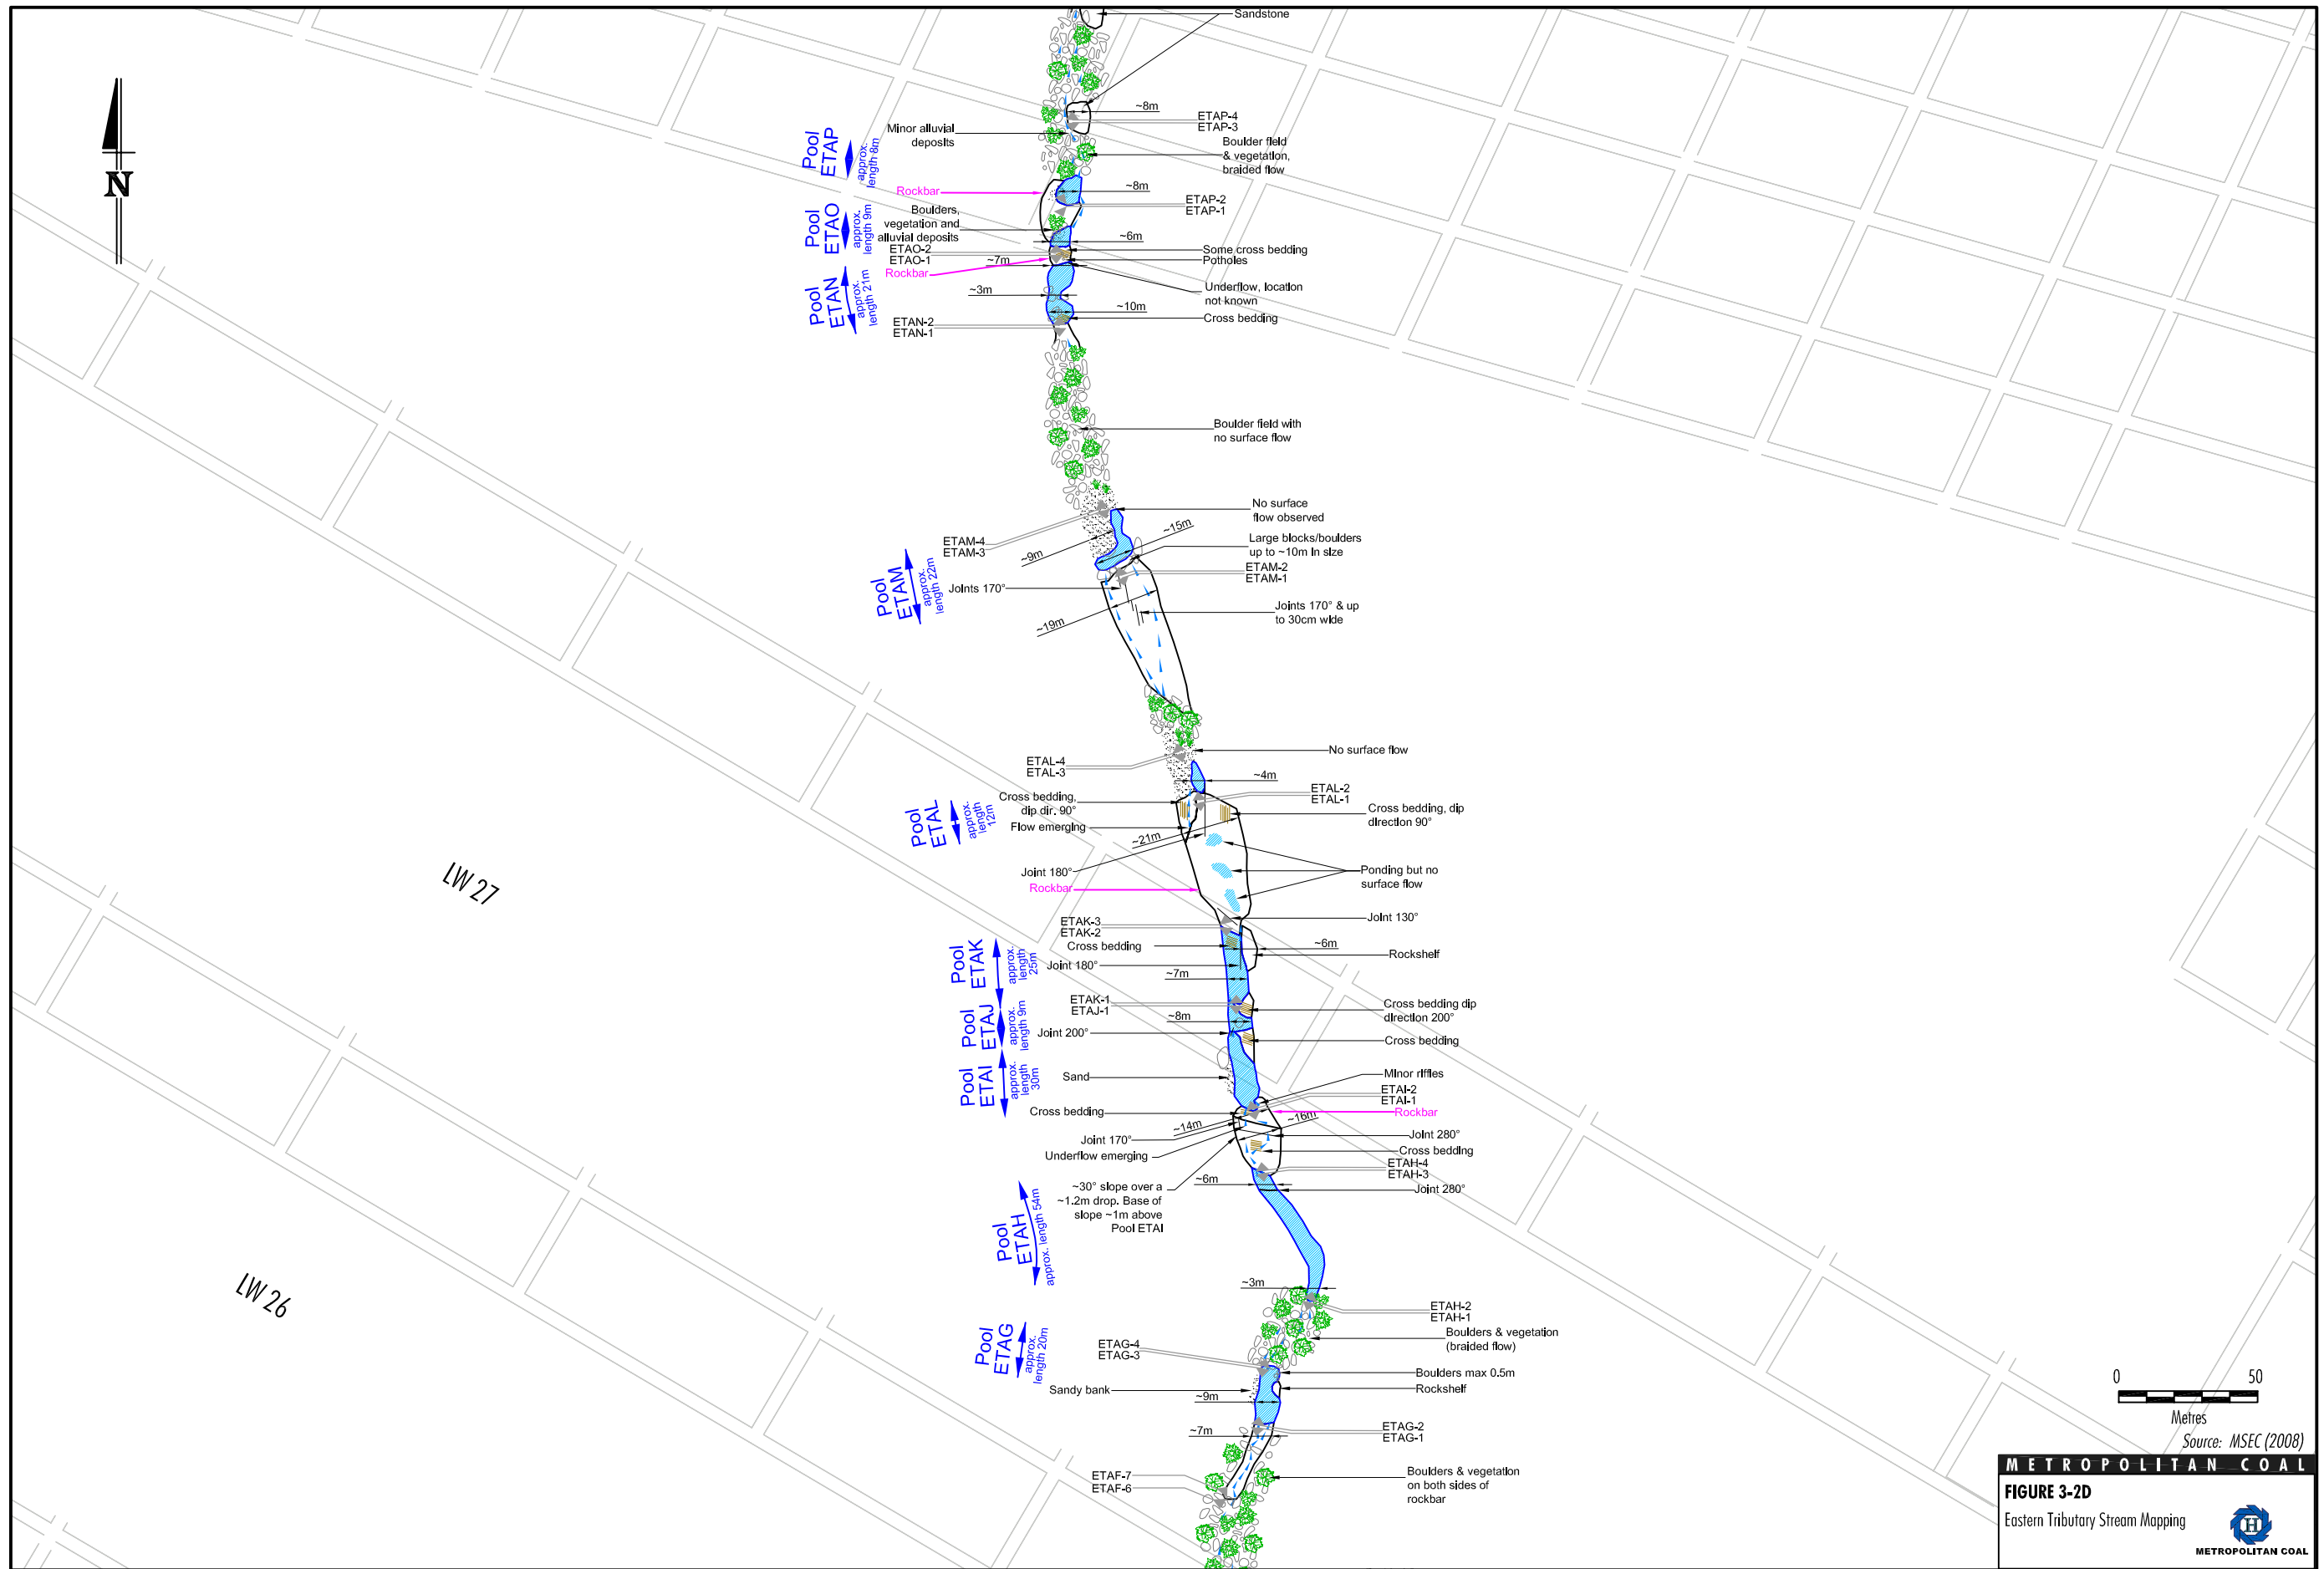 Sandstone
~8m
ETAP-4
ETAP-3
Minor alluvial
deposits
Boulder field
& vegetation,
braided flow
Pool
ETAP
approx.
length 8m
N
Rockbar
~8m
ETAP-2
ETAP-1
Pool
ETAO
approx.
length 9m
Boulders,
vegetation and
alluvial deposits
ETAO-2
ETAO-1
Rockbar
~6m
Some cross bedding
Potholes
~7m
Pool
ETAN
approx.
length 21m
~3m
Underflow, location
not known
~10m
Cross bedding
ETAN-2
ETAN-1
Boulder field with
no surface flow
No surface
flow observed
~15m
ETAM-4
ETAM-3
~9m
Large blocks/boulders
up to ~10m in size
ETAM-2
ETAM-1
Pool
ETAM
approx.
length 22m
Joints 170°
Joints 170° & up
to 30cm wide
~19m
No surface flow
ETAL-4
ETAL-3
~4m
ETAL-2
ETAL-1
Cross bedding,
dip dir. 90°
Flow emerging
Cross bedding, dip
direction 90°
Pool
ETAL
approx.
length
12m
~21m
Joint 180°
Rockbar
Ponding but no
surface flow
LW 27
ETAK-3
ETAK-2
Cross bedding
Joint 180°
Joint 130°
~6m
Rockshelf
Pool
ETAK
approx.
length
25m
~7m
ETAK-1
ETAJ-1
~8m
Cross bedding dip
direction 200°
Pool
ETAJ
approx.
length 9m
Joint 200°
Cross bedding
Pool
ETAI
approx.
length
30m
Sand
Minor riffles
ETAI-2
ETAI-1
Rockbar
Cross bedding
~14m
~16m
Joint 170°
Underflow emerging
Joint 280°
Cross bedding
ETAH-4
ETAH-3
~6m
Joint 280°
~30° slope over a
~1.2m drop. Base of
slope ~1m above
Pool ETAI
Pool
ETAH
approx. length 54m
LW 26
~3m
ETAH-2
ETAH-1
Boulders & vegetation
(braided flow)
Pool
ETAG
approx.
length 20m
ETAG-4
ETAG-3
Boulders max 0.5m
Rockshelf
Sandy bank
~9m
ETAG-2
ETAG-1
~7m
ETAF-7
ETAF-6
Boulders & vegetation
on both sides of
rockbar
0 50
Metres
Source: MSEC (2008)
METROPOLITAN COAL
FIGURE 3-2D
Eastern Tributary Stream Mapping
H
METROPOLITAN COAL